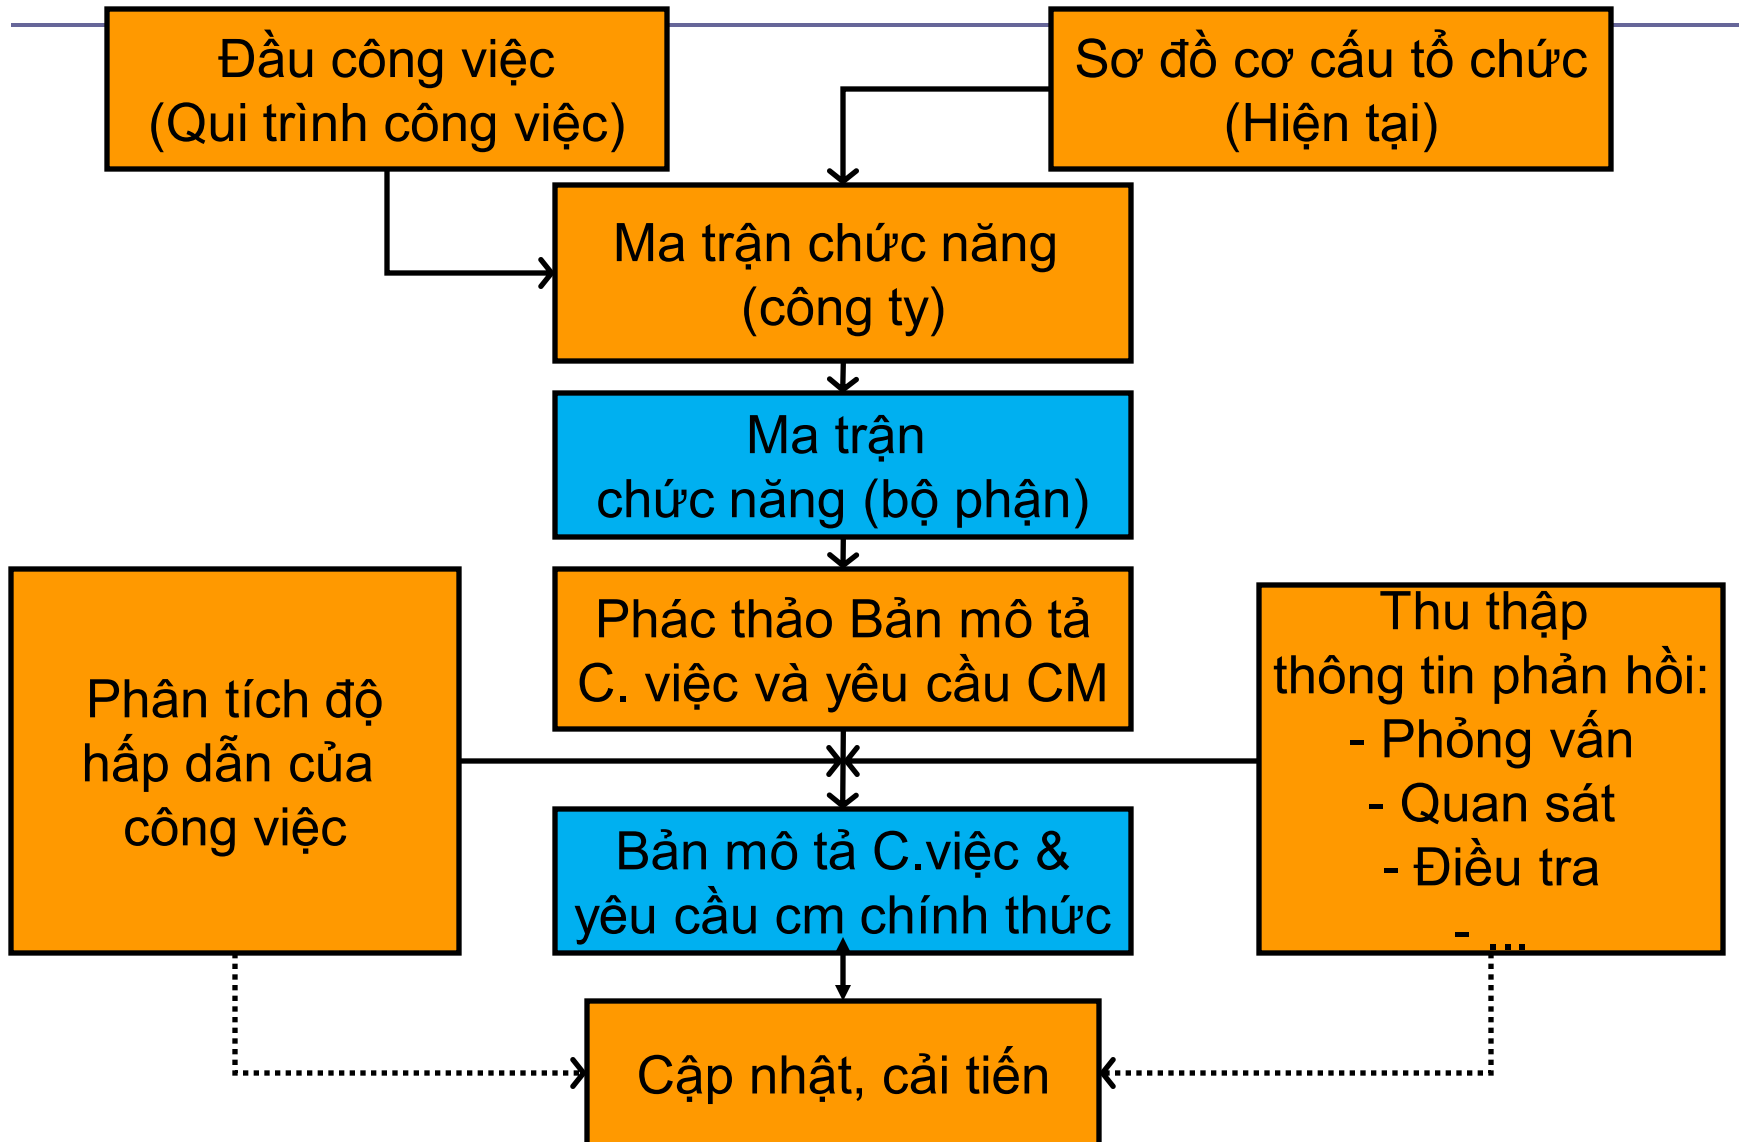 Đầu công việc
(Qui trình công việc)
Sơ đồ cơ cấu tổ chức
(Hiện tại)
Ma trận chức năng
(công ty)
Ma trận
chức năng (bộ phận)
Phác thảo Bản mô tả
C. việc và yêu cầu CM
Phân tích độ
hấp dẫn của
công việc
Thu thập
thông tin phản hồi:
- Phỏng vấn
- Quan sát
- Điều tra
- ...
Bản mô tả C.việc &
yêu cầu cm chính thức
Cập nhật, cải tiến